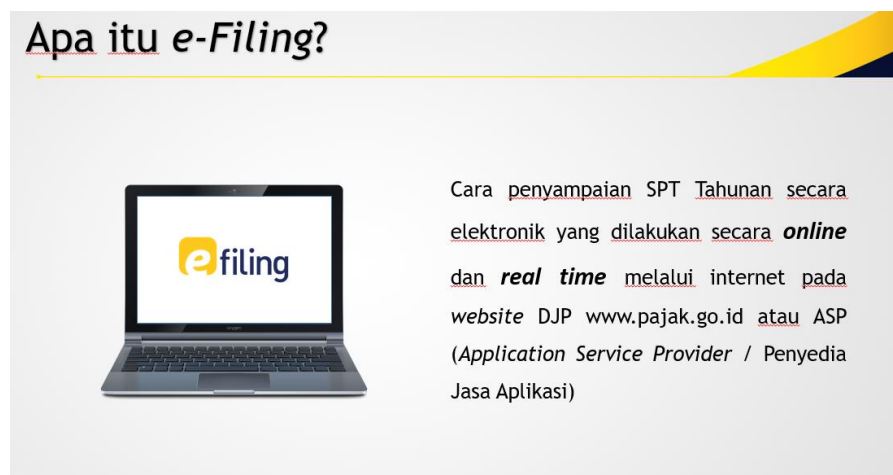 Apa itu e-Filing?
efiling
Cara penyampaian SPT Tahunan secara
elektronik yang dilakukan secara online
dan real time melalui internet pada
website DJP www.pajak.go.id atau ASP
(Application Service Provider / Penyedia
Jasa Aplikasi)